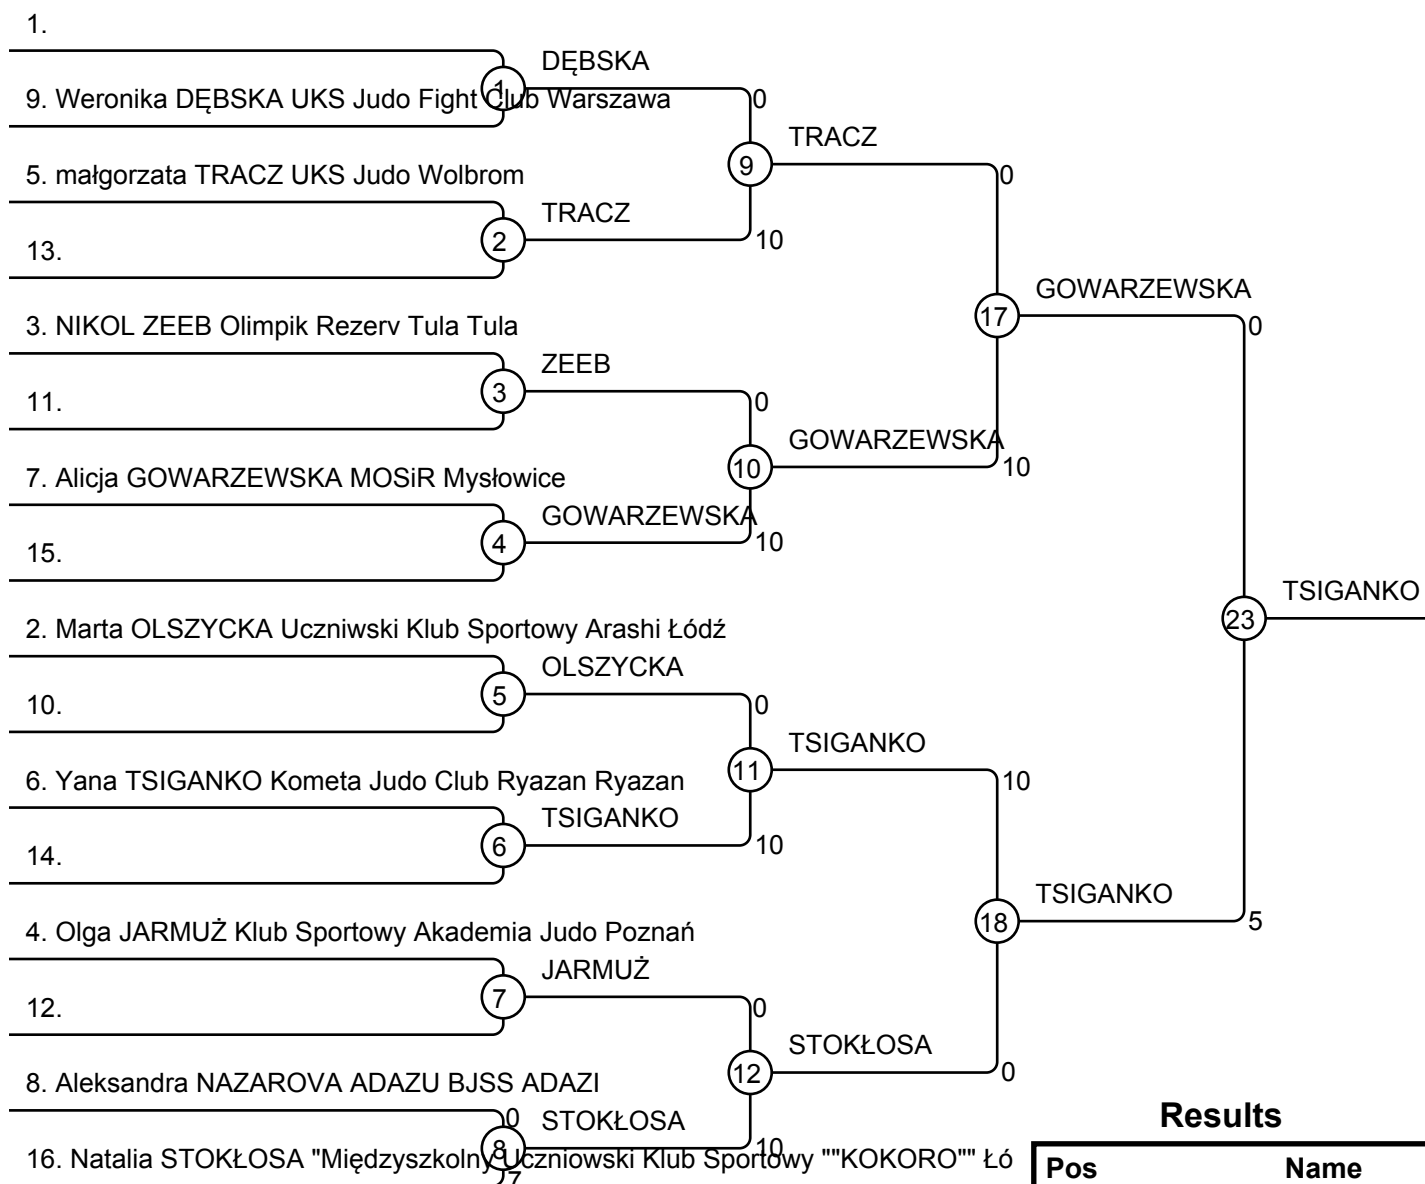 1.
DĘBSKA
1
9. Weronika DĘBSKA UKS Judo Fight Club Warszawa
0
TRACZ
9
5. małgorzata TRACZ UKS Judo Wolbrom
0
TRACZ
2
10
13.
GOWARZEWSKA
17
3. NIKOL ZEEB Olimpik Rezerv Tula Tula
0
ZEEB
3
11.
0
GOWARZEWSKA
10
10
7. Alicja GOWARZEWSKA MOSiR Mysłowice
GOWARZEWSKA
4
10
15.
TSIGANKO
23
2. Marta OLSZYCKA Uczniwski Klub Sportowy Arashi Łódź
OLSZYCKA
5
10.
0
TSIGANKO
11
6. Yana TSIGANKO Kometa Judo Club Ryazan Ryazan
10
TSIGANKO
6
10
14.
TSIGANKO
18
5
4. Olga JARMUŻ Klub Sportowy Akademia Judo Poznań
JARMUŻ
7
12.
0
STOKŁOSA
12
0
8. Aleksandra NAZAROVA ADAZU BJSS ADAZI
0
STOKŁOSA
8
10
16. Natalia STOKŁOSA "Międzyszkolny Uczniowski Klub Sportowy ""KOKORO"" Łó
7
Results
Pos Name